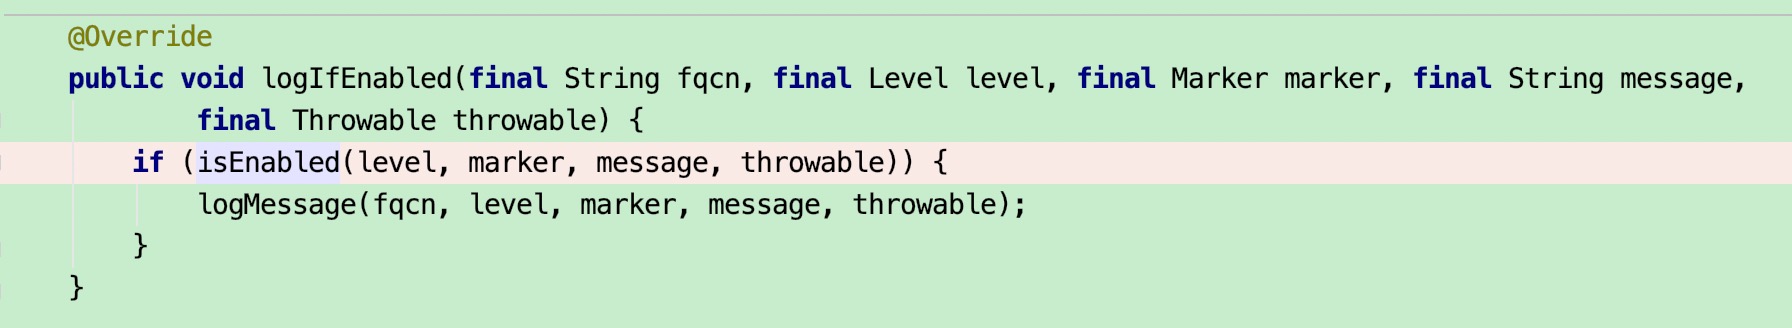 @Override
public void logIfEnabled(final String fqcn, final Level level, final Marker marker, final String message,
final Throwable throwable) {
if (isEnabled(level, marker, message, throwable)) {
logMessage(fqcn, level, marker, message, throwable);
}
}